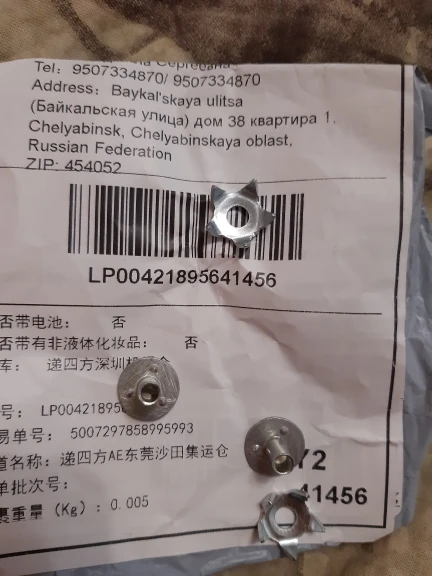 Tel: 9507334870/ 9507334870
Address: Baykal'skaya ulitsa
(Байкальская улица) дом 38 квартира 1,
Chelyabinsk, Chelyabinskaya oblast,
Russian Federation
ZIP: 454052
LP00421895641456
否带电池: 否
否带有非液体化妆品: 否
库: 递四方深圳
号: LP00421895
易单号: 5007297858995993
道名称: 递四方AE东莞沙田集运仓
Y2
单批次号:
41456
裹重量 (Kg) : 0.005